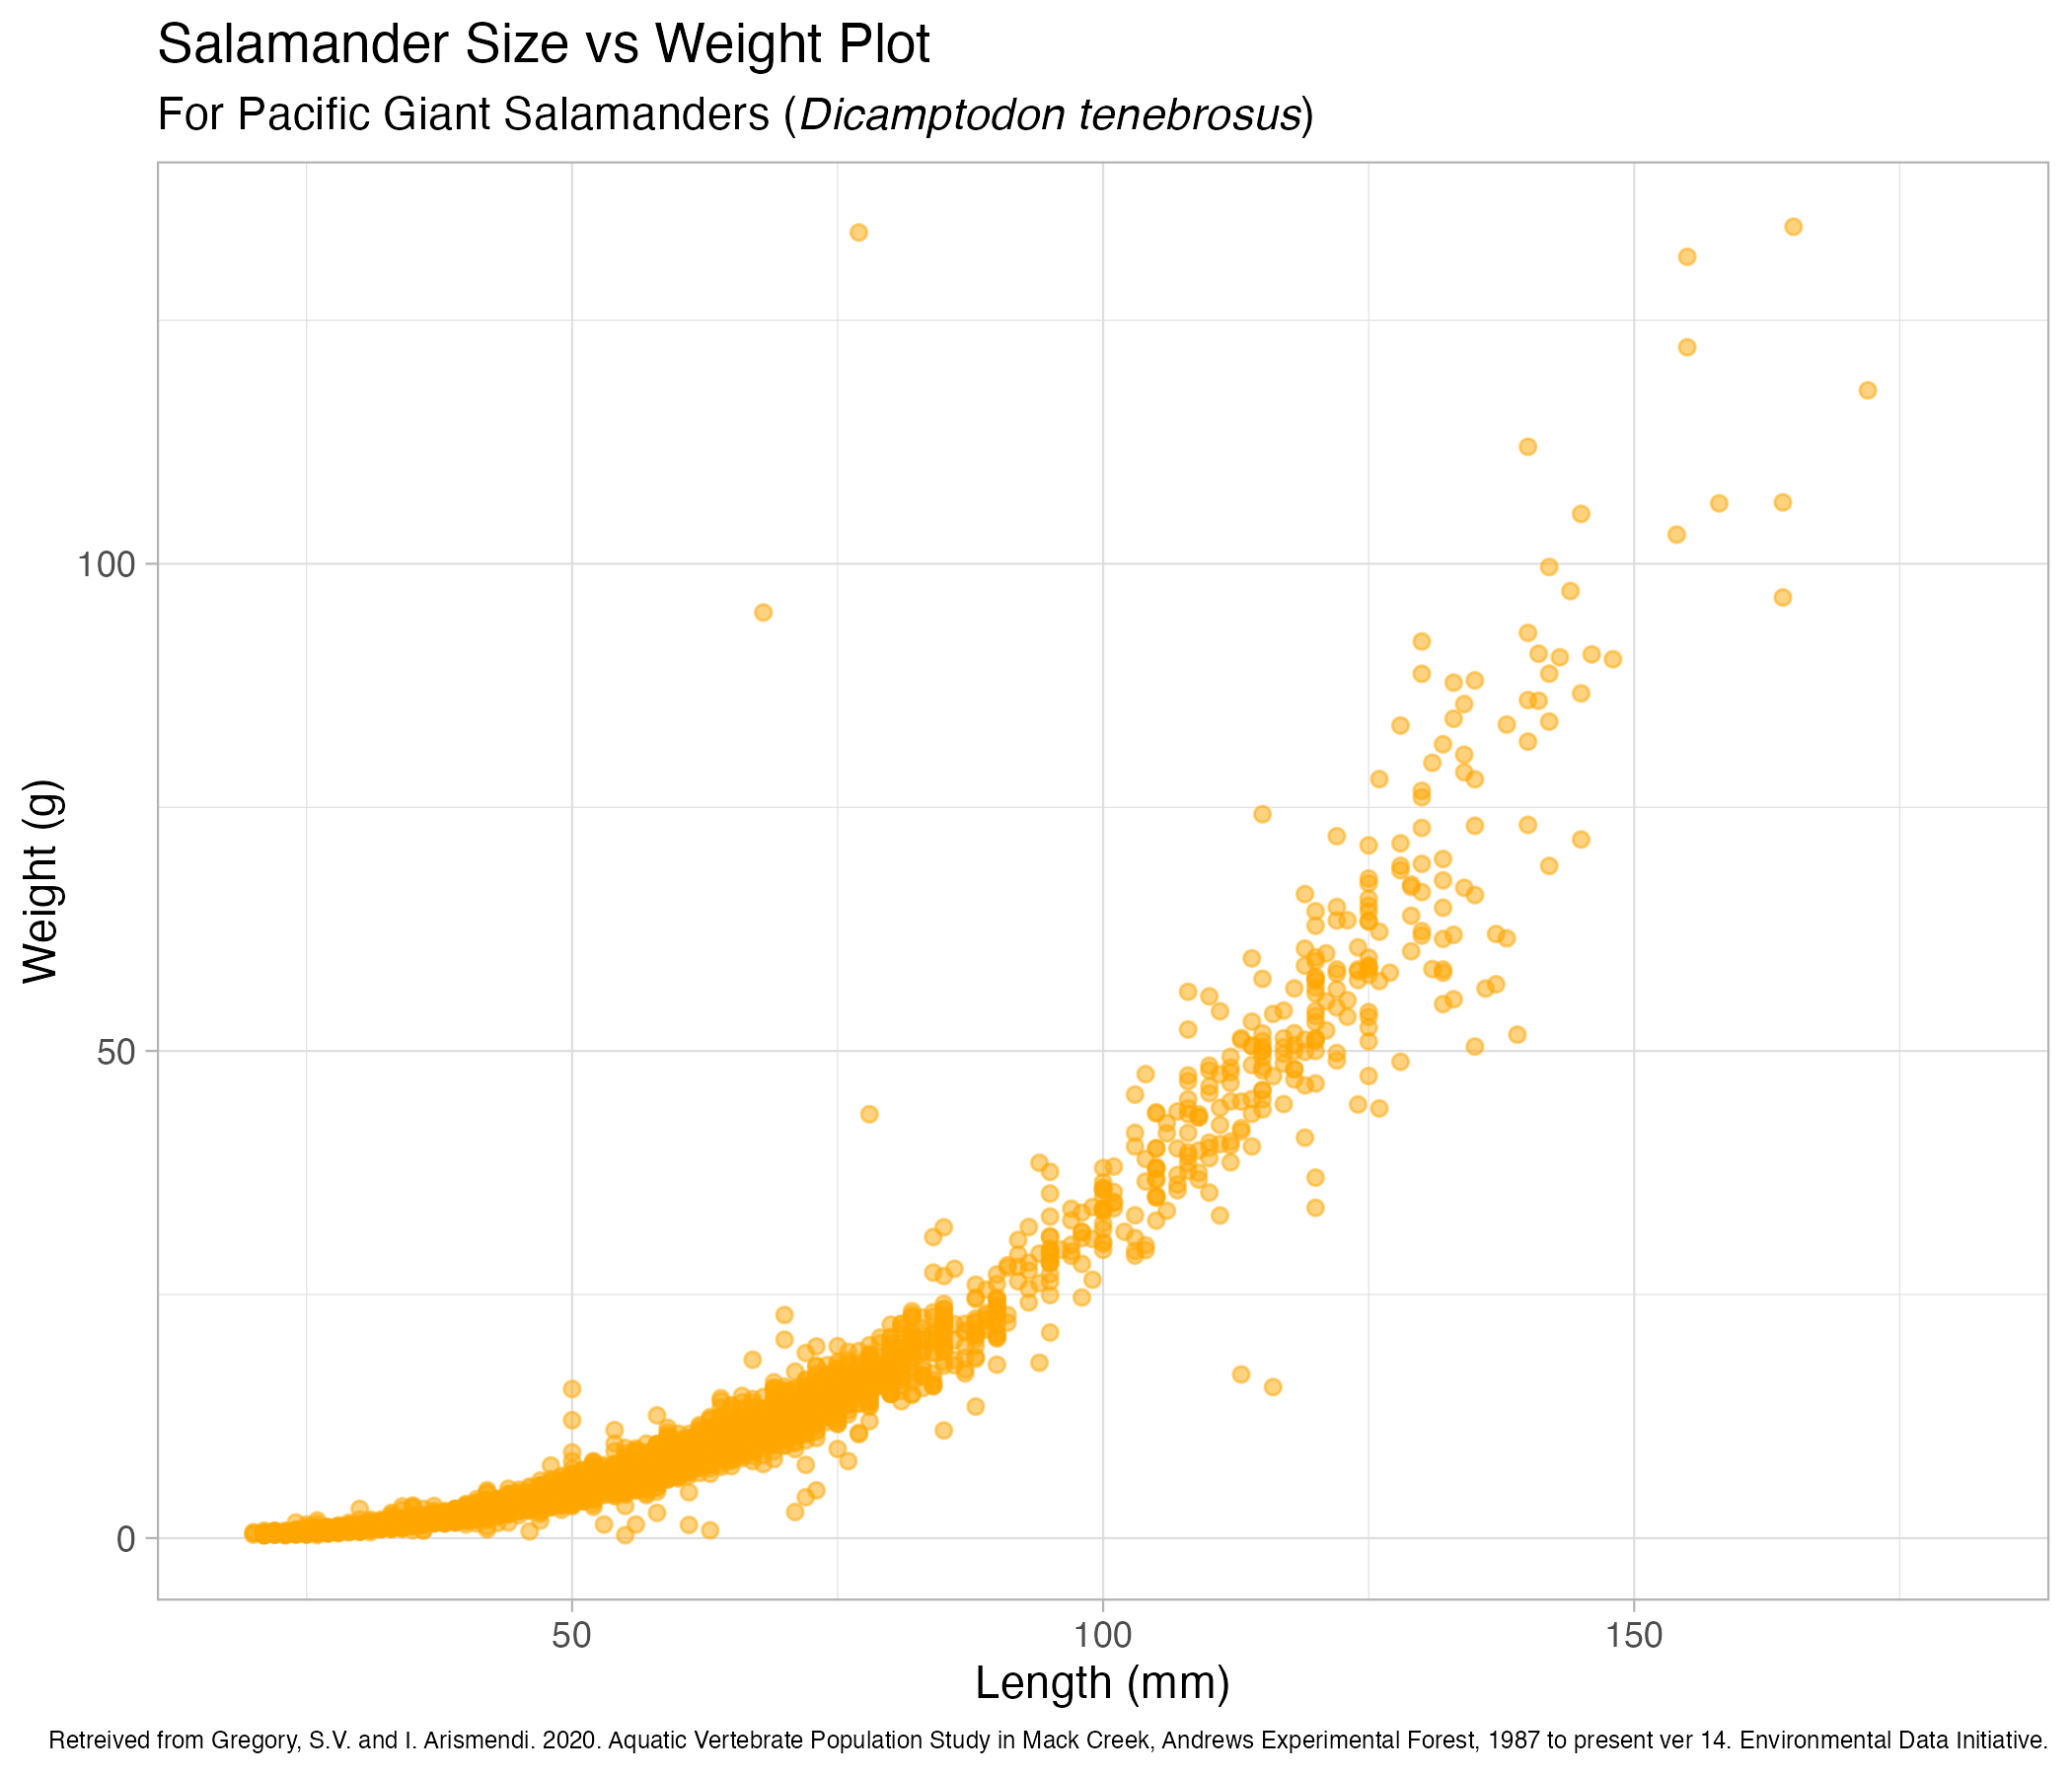 Salamander Size vs Weight Plot
For Pacific Giant Salamanders (Dicamptodon tenebrosus)
Weight (g)
100
50
0
50 100 150
Length (mm)
Retreived from Gregory, S.V. and I. Arismendi. 2020. Aquatic Vertebrate Population Study in Mack Creek, Andrews Experimental Forest, 1987 to present ver 14. Environmental Data Initiative.